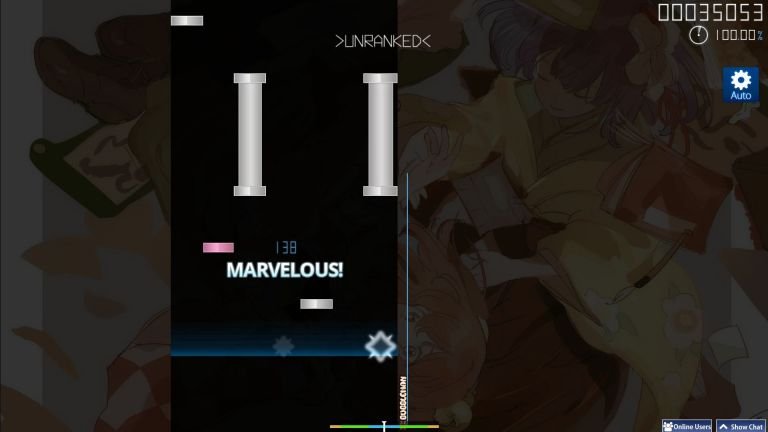 00035053
>UNRANKED<
100.00%
Auto
138
MARVELOUS!
Online Users
Show Chat